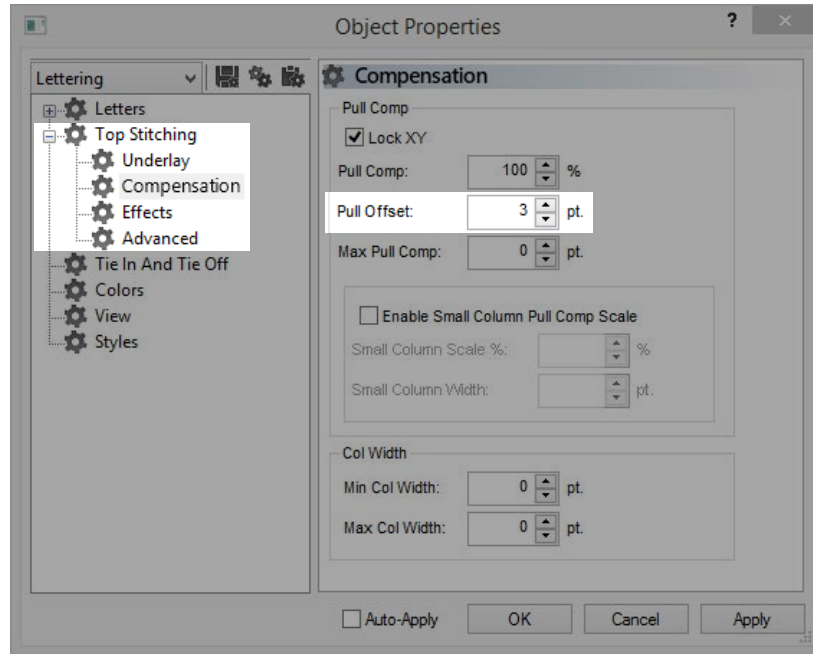 Object Properties
?
Lettering
Letters
Top Stitching
Underlay
Compensation
Effects
Advanced
Tie In And Tie Off
Colors
View
Styles
Compensation
Pull Comp
Lock XY
Pull Comp: 100 %
Pull Offset: 3 pt.
Max Pull Comp: 0 pt.
Enable Small Column Pull Comp Scale
Small Column Scale %: %
Small Column Width: pt.
Col Width
Min Col Width: 0 pt.
Max Col Width: 0 pt.
Auto-Apply OK Cancel Apply